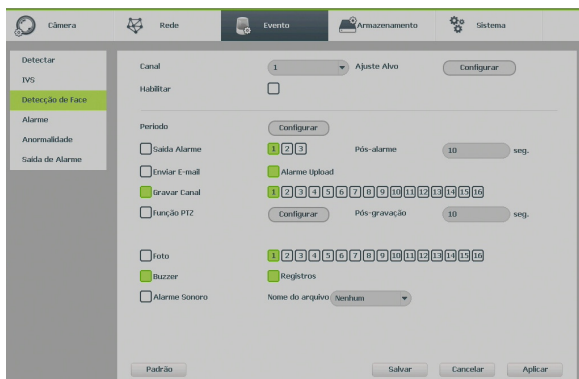 Câmera Rede Evento Armazenamento Sistema
Detectar
IVS
Detecção de Face
Alarme
Anormalidade
Saída de Alarme
Canal 1 Ajuste Alvo Configurar
Habilitar
Período Configurar
Saída Alarme 1 2 3 Pós-alarme 10 seg.
Enviar E-mail Alarme Upload
Gravar Canal 1 2 3 4 5 6 7 8 9 10 11 12 13 14 15 16
Função PTZ Configurar Pós-gravação 10 seg.
Foto 1 2 3 4 5 6 7 8 9 10 11 12 13 14 15 16
Buzzer Registros
Alarme Sonoro Nome do arquivo Nenhum
Padrão Salvar Cancelar Aplicar